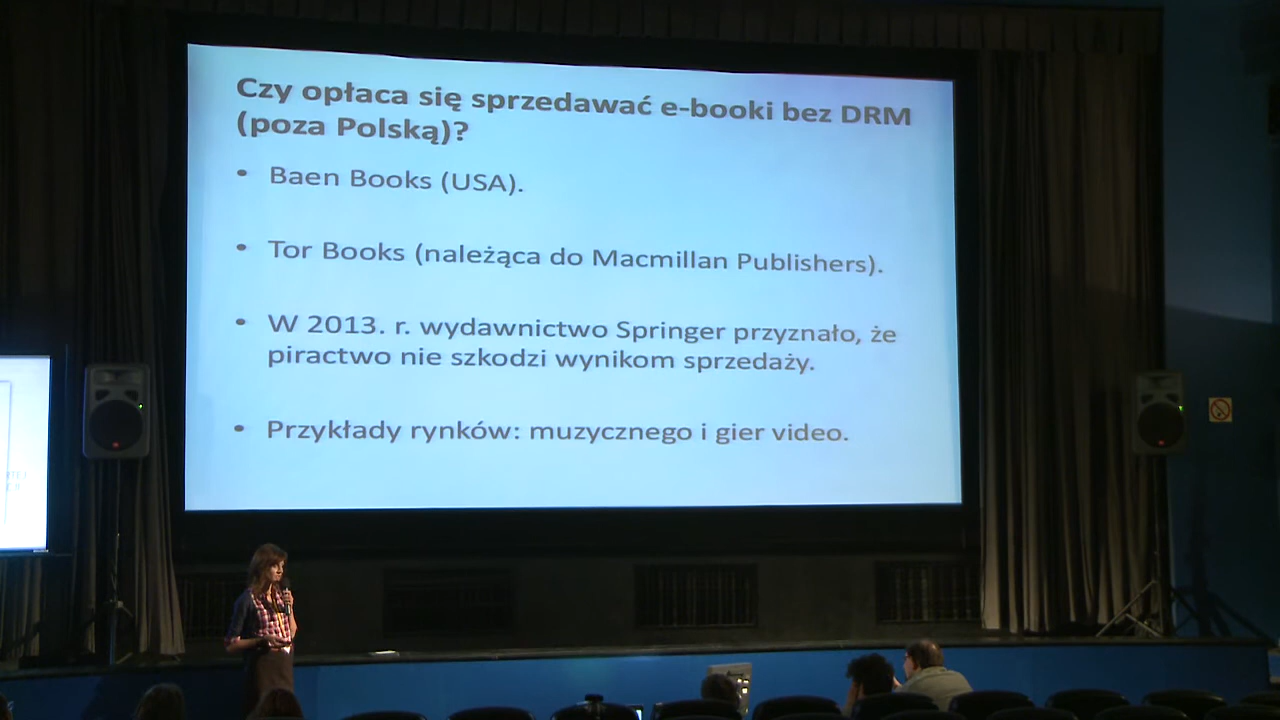 Czy opłaca się sprzedawać e-booki bez DRM
(poza Polską)?
• Baen Books (USA).
• Tor Books (należąca do Macmillan Publishers).
• W 2013. r. wydawnictwo Springer przyznało, że
piractwo nie szkodzi wynikom sprzedaży.
• Przykłady rynków: muzycznego i gier video.